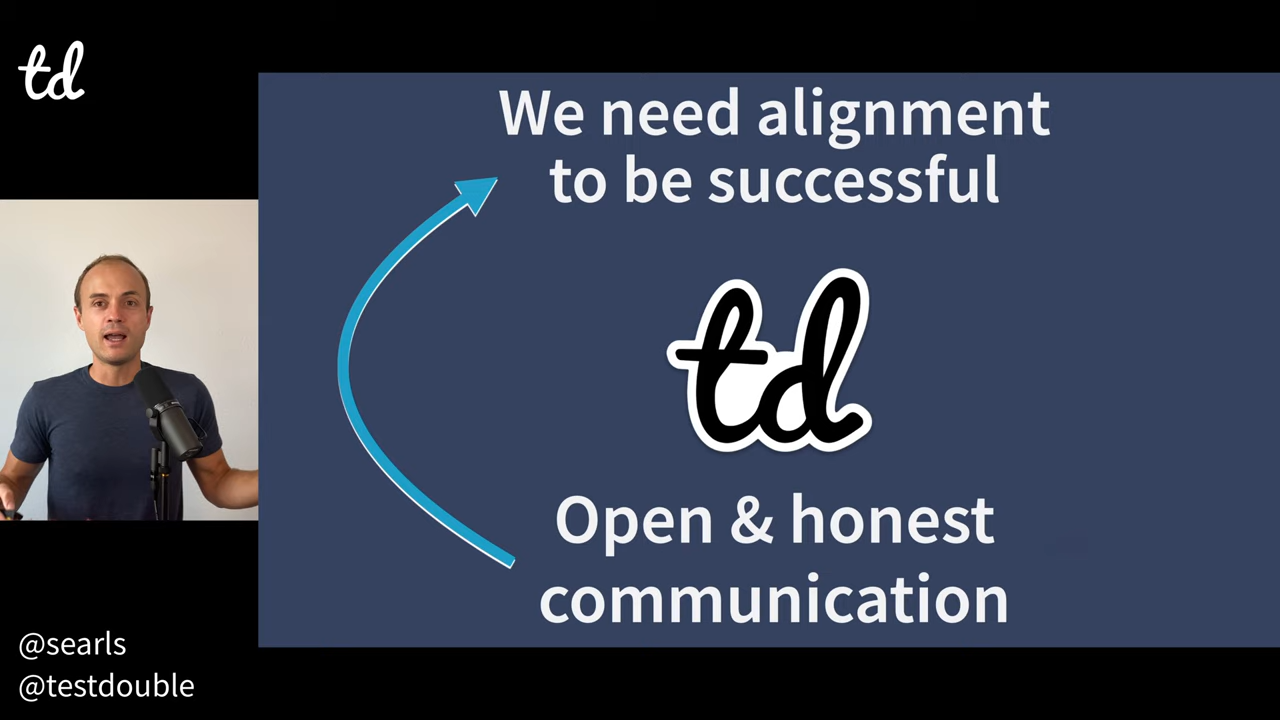 td
We need alignment
to be successful
td
Open & honest
communication
@searls
@testdouble